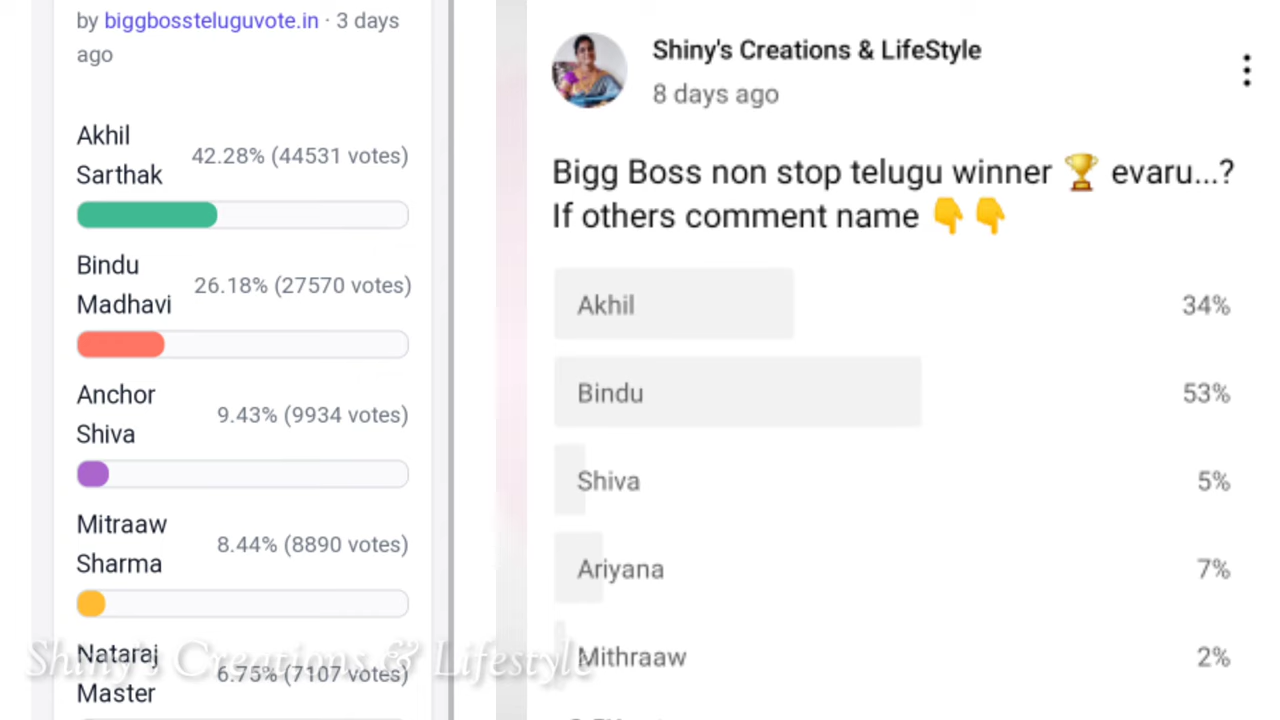 by biggbossteluguvote.in · 3 days
ago
Akhil
Sarthak
42.28% (44531 votes)
Bindu
Madhavi
26.18% (27570 votes)
Anchor
Shiva
9.43% (9934 votes)
Mitraaw
Sharma
8.44% (8890 votes)
Nataraj
Master
6.75% (7107 votes)
Shiny's Creations & Lifestyle
Shiny's Creations & LifeStyle
8 days ago
Bigg Boss non stop telugu winner 🏆 evaru...?
If others comment name 👇👇
Akhil 34%
Bindu 53%
Shiva 5%
Ariyana 7%
Mithraaw 2%